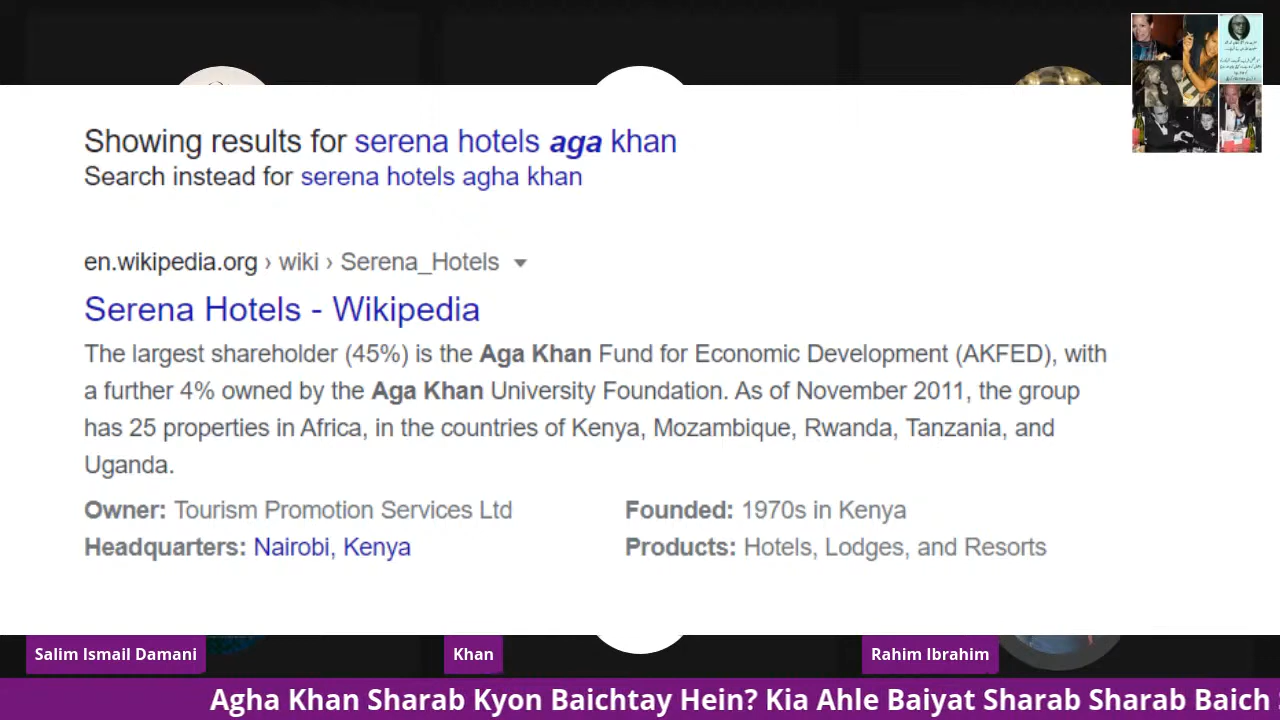 Showing results for serena hotels aga khan
Search instead for serena hotels agha khan
en.wikipedia.org › wiki › Serena_Hotels
Serena Hotels - Wikipedia
The largest shareholder (45%) is the Aga Khan Fund for Economic Development (AKFED), with
a further 4% owned by the Aga Khan University Foundation. As of November 2011, the group
has 25 properties in Africa, in the countries of Kenya, Mozambique, Rwanda, Tanzania, and
Uganda.
Owner: Tourism Promotion Services Ltd
Founded: 1970s in Kenya
Headquarters: Nairobi, Kenya
Products: Hotels, Lodges, and Resorts
Salim Ismail Damani
Khan
Rahim Ibrahim
Agha Khan Sharab Kyon Baichtay Hein? Kia Ahle Baiyat Sharab Sharab Baich